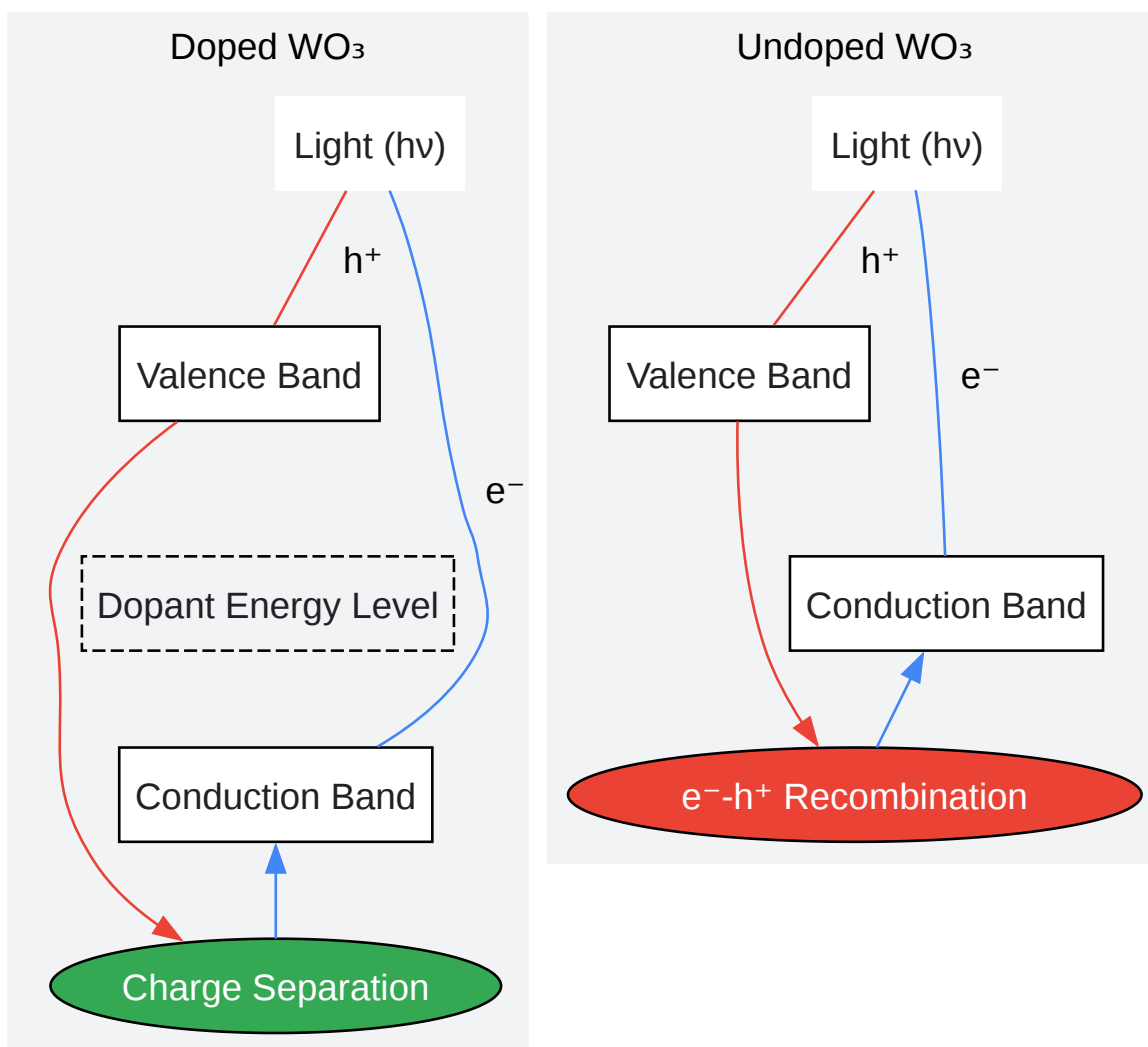 Doped WO₃
Light (hν)
h⁺
Valence Band
e⁻
Dopant Energy Level
Conduction Band
Charge Separation
Undoped WO₃
Light (hν)
h⁺
Valence Band
e⁻
Conduction Band
e⁻-h⁺ Recombination